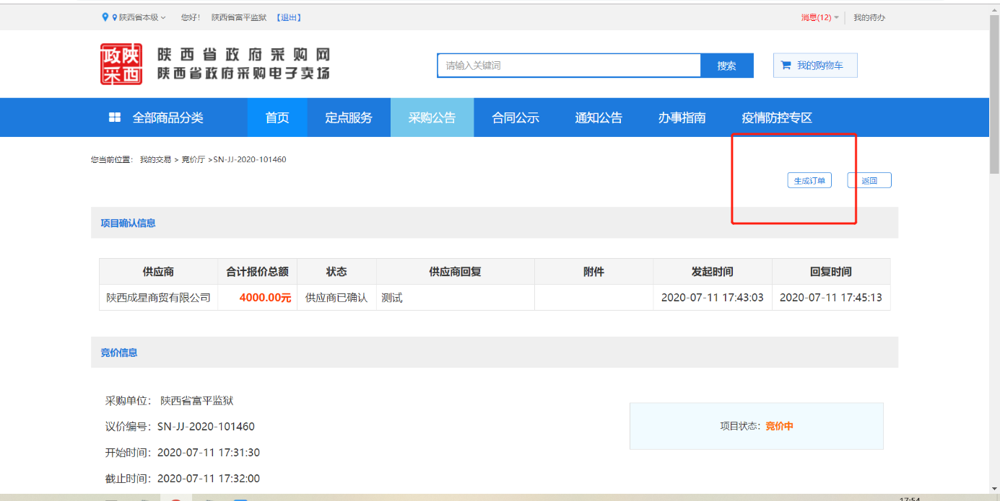 陕西省本级 您好！ 陕西省富平监狱 【退出】 消息(12) 我的待办
政陕
采西
陕西省政府采购网
陕西省政府采购电子卖场
请输入关键词 搜索 我的购物车
全部商品分类 首页 定点服务 采购公告 合同公示 通知公告 办事指南 疫情防控专区
您当前位置： 我的交易 > 竞价厅 >SN-JJ-2020-101460
生成订单 返回
项目确认信息
供应商 合计报价总额 状态 供应商回复 附件 发起时间 回复时间
陕西成星商贸有限公司 4000.00元 供应商已确认 测试 2020-07-11 17:43:03 2020-07-11 17:45:13
竞价信息
采购单位： 陕西省富平监狱
议价编号：SN-JJ-2020-101460
项目状态：竞价中
开始时间：2020-07-11 17:31:30
截止时间：2020-07-11 17:32:00
17:54